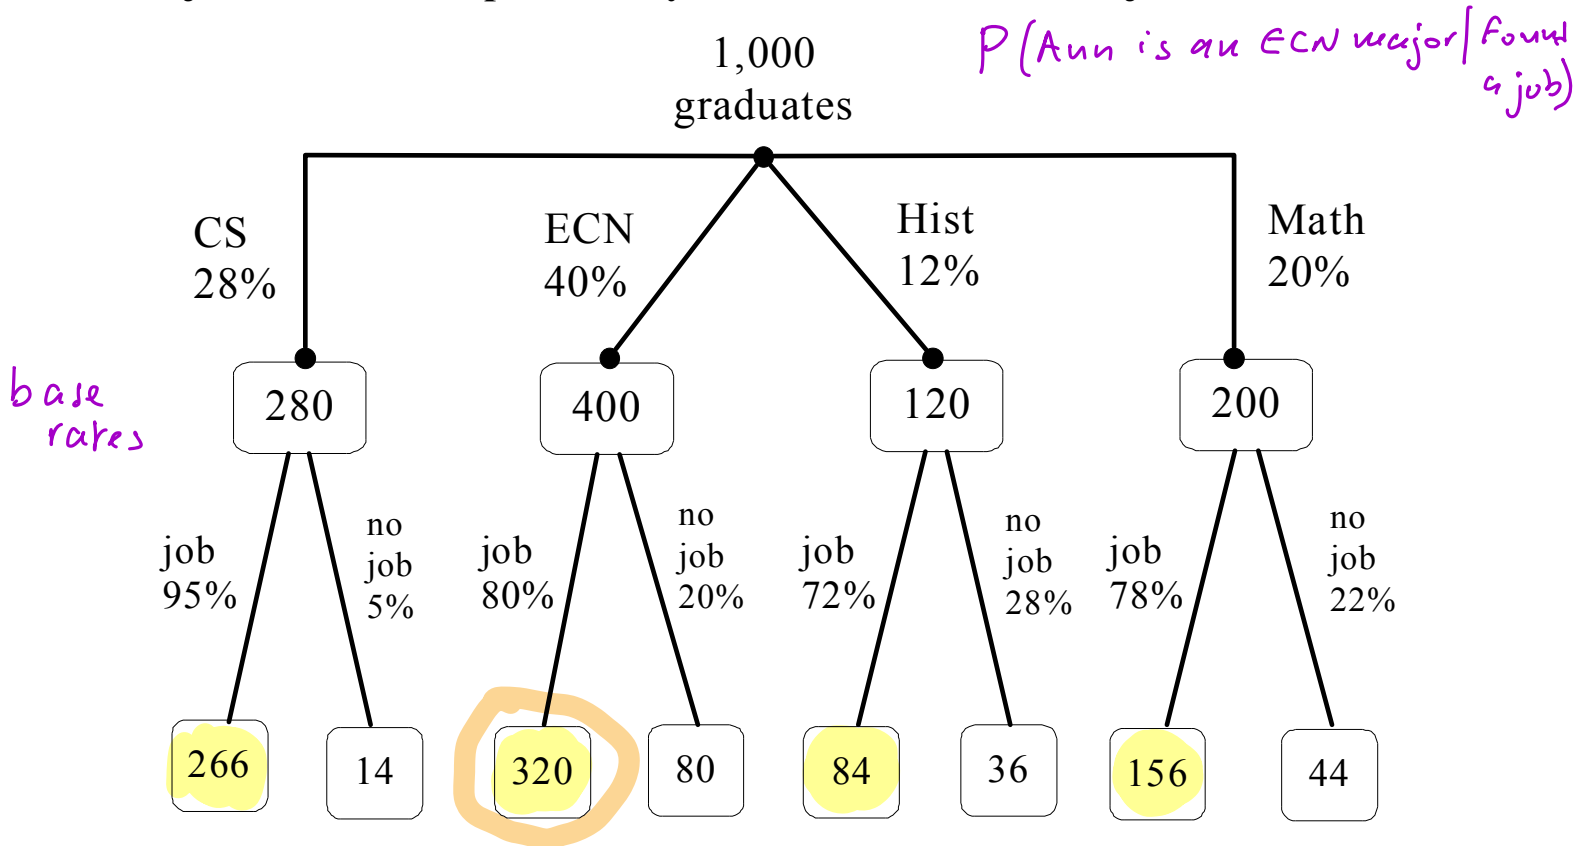 1,000
graduates
P(Ann is an ECN major/Found
a job)
CS
28%
ECN
40%
Hist
12%
Math
20%
base
rates
280
400
120
200
job
95%
no
job
5%
job
80%
no
job
20%
job
72%
no
job
28%
job
78%
no
job
22%
266
14
320
80
84
36
156
44